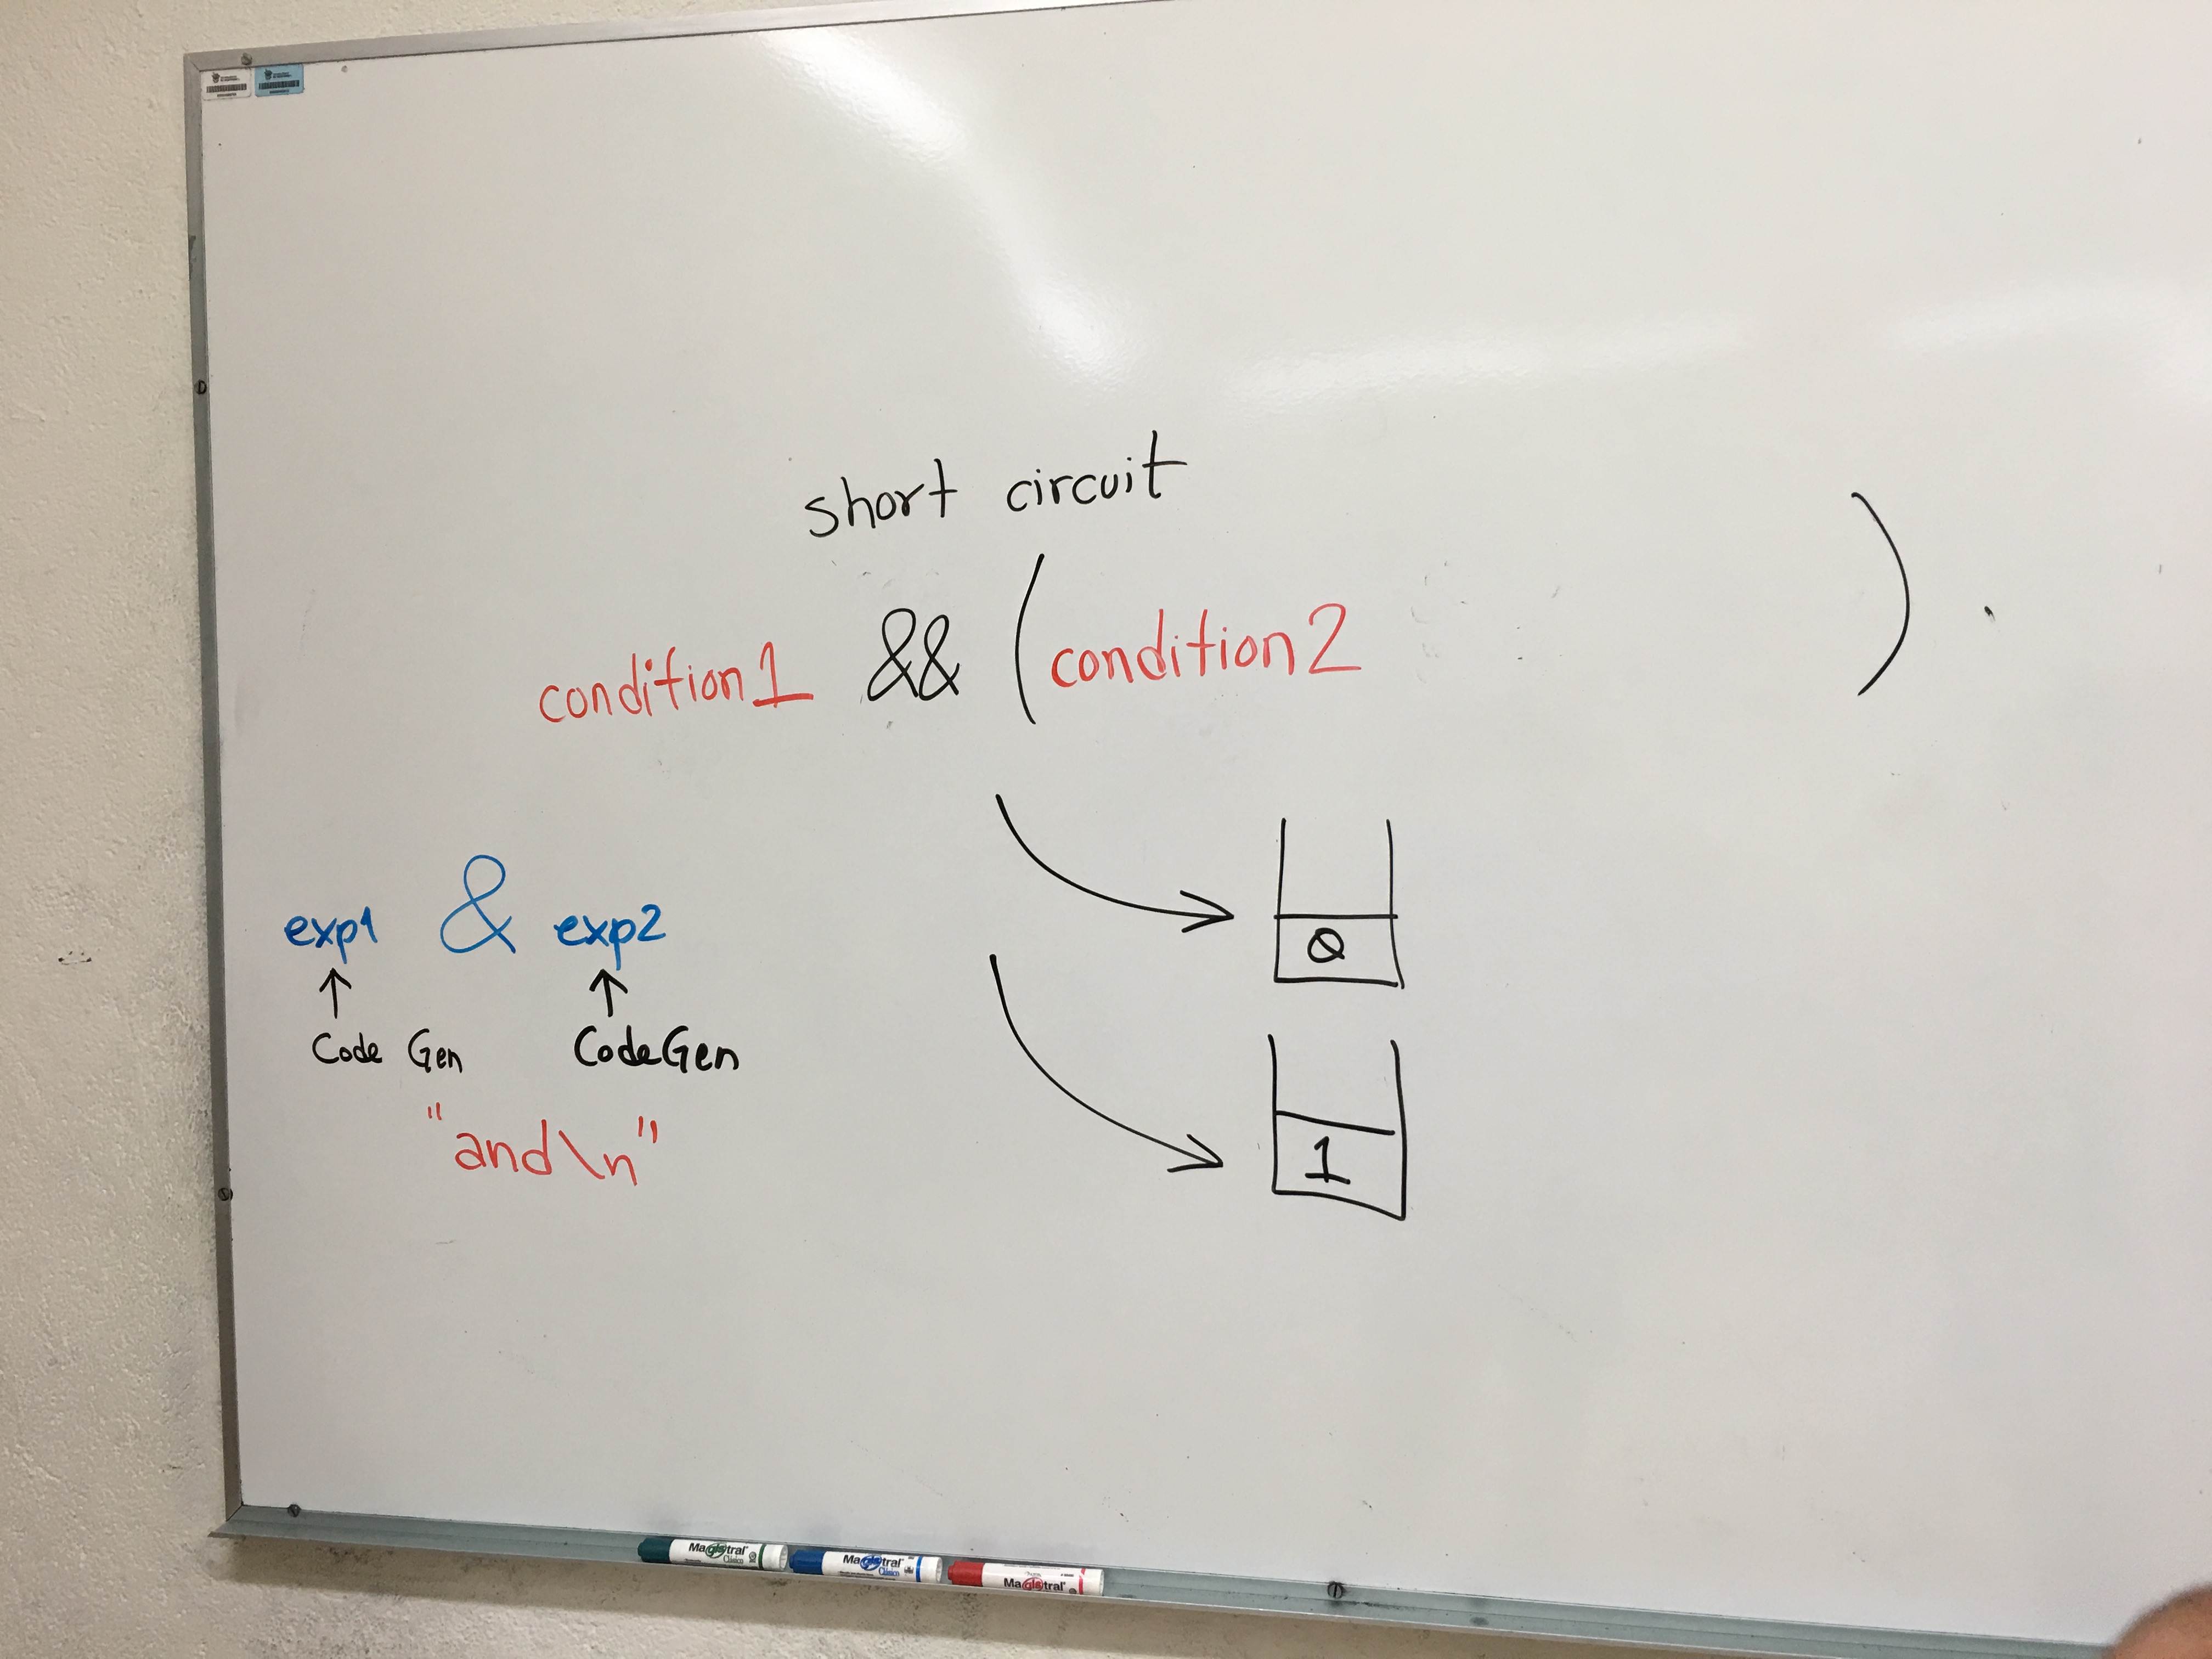 short circuit
condition1 && (condition2 )
exp1 & exp2
↑ ↑
Code Gen CodeGen
"and\n"
0
1
Magistral Clásico
Magistral Clásico
Magistral